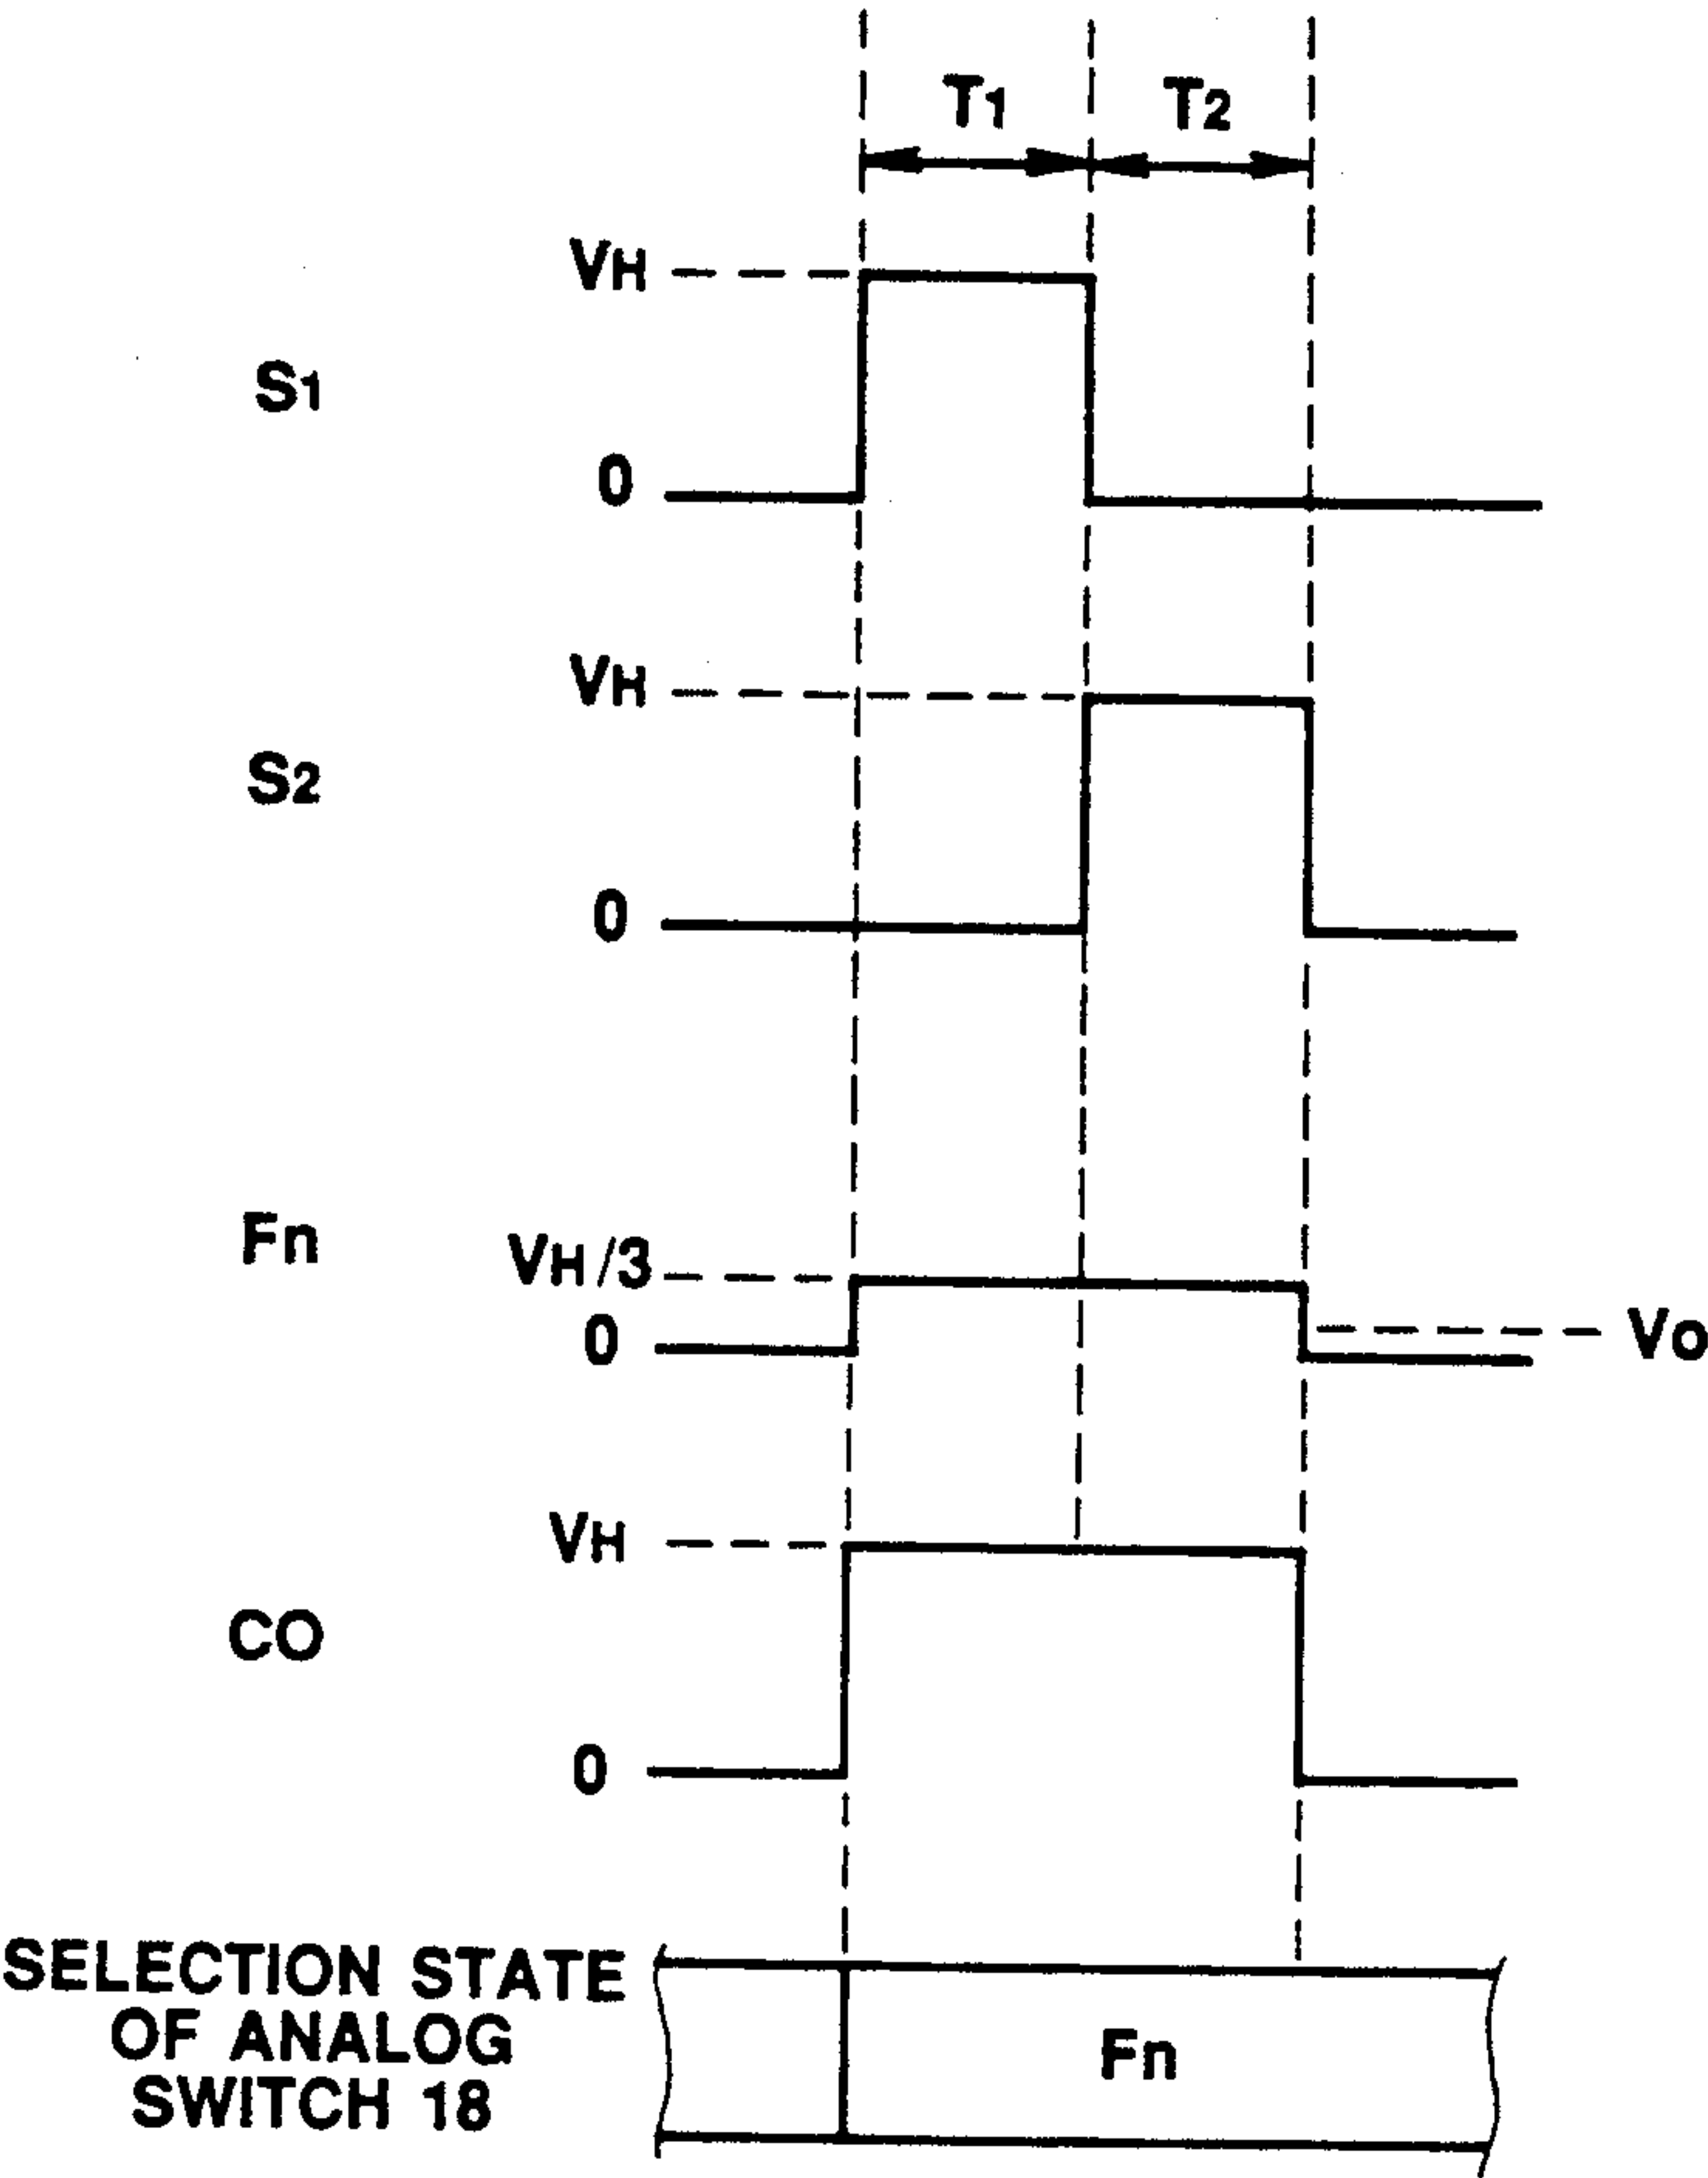 T1 T2
VH
S1
0
VH
S2
0
Fn
VH/3
0
Vo
VH
CO
0
SELECTION STATE
OF ANALOG
SWITCH 18
Fn